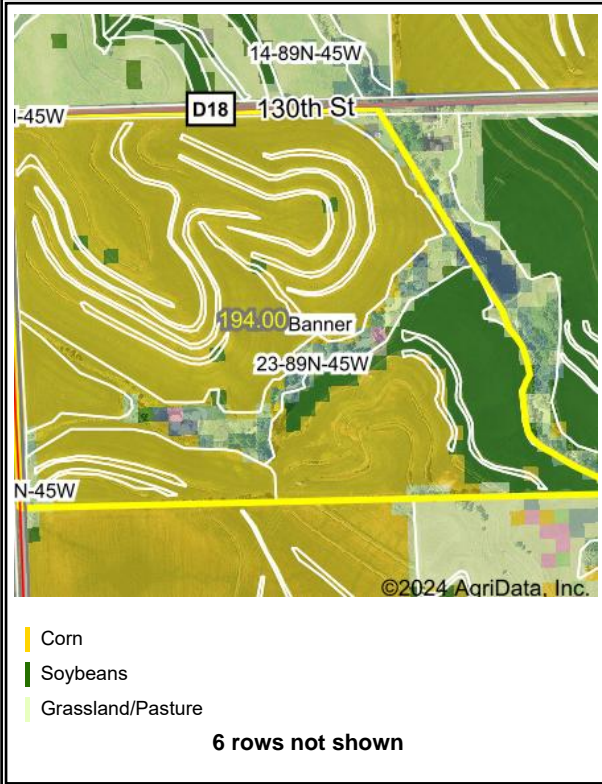 14-89N-45W
I-45W
D18 130th St
194.00 Banner
23-89N-45W
N-45W
©2024 AgriData, Inc.
Corn
Soybeans
Grassland/Pasture
6 rows not shown